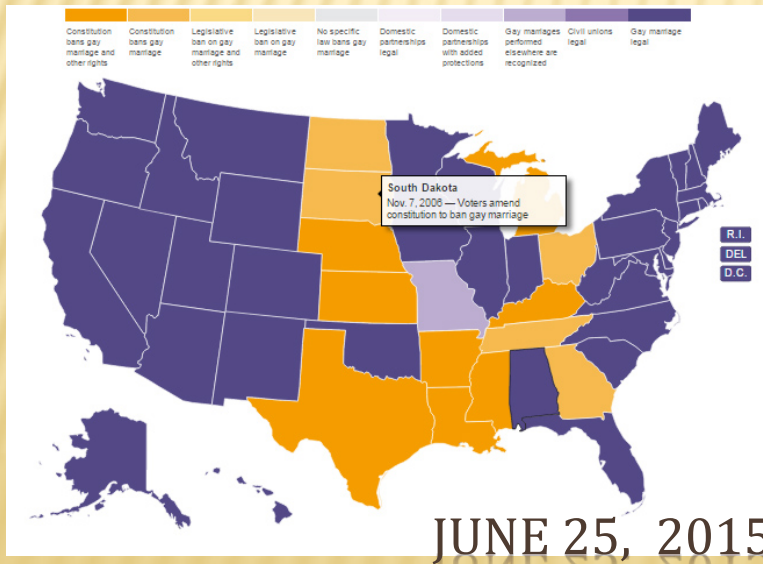 Constitution
bans gay
marriage and
other rights
Constitution
bans gay
marriage
Legislative
ban on gay
marriage and
other rights
Legislative
ban on gay
marriage
No specific
law bans gay
marriage
Domestic
partnerships
legal
Domestic
partnerships
with added
protections
Gay marriages
performed
elsewhere are
recognized
Civil unions
legal
Gay marriage
legal
South Dakota
Nov. 7, 2006 — Voters amend
constitution to ban gay marriage
R.I.
DEL
D.C.
JUNE 25, 2015